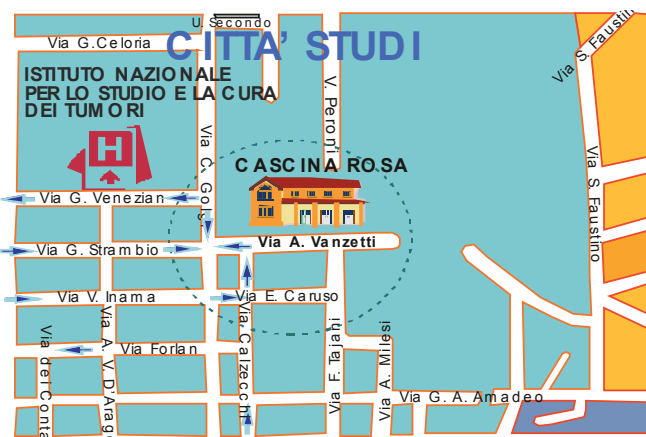 U. Secondo
Via G.Celoria
CITTA' STUDI
Via S. Faustin
ISTITUTO NAZIONALE
PER LO STUDIO E LA CURA
DEI TUMORI
V. Peroni
Via C. Golgi
H
CASCINA ROSA
Via S. Faustino
Via G. Venezian
Via G. Strambio
Via A. Vanzetti
Via V. Inama
Via E. Caruso
Via dei Conta
Via A. V. D'Arag
Via Forlan
Via Calzecchi
Via F. Tajani
Via A. Milesi
Via G. A. Amadeo